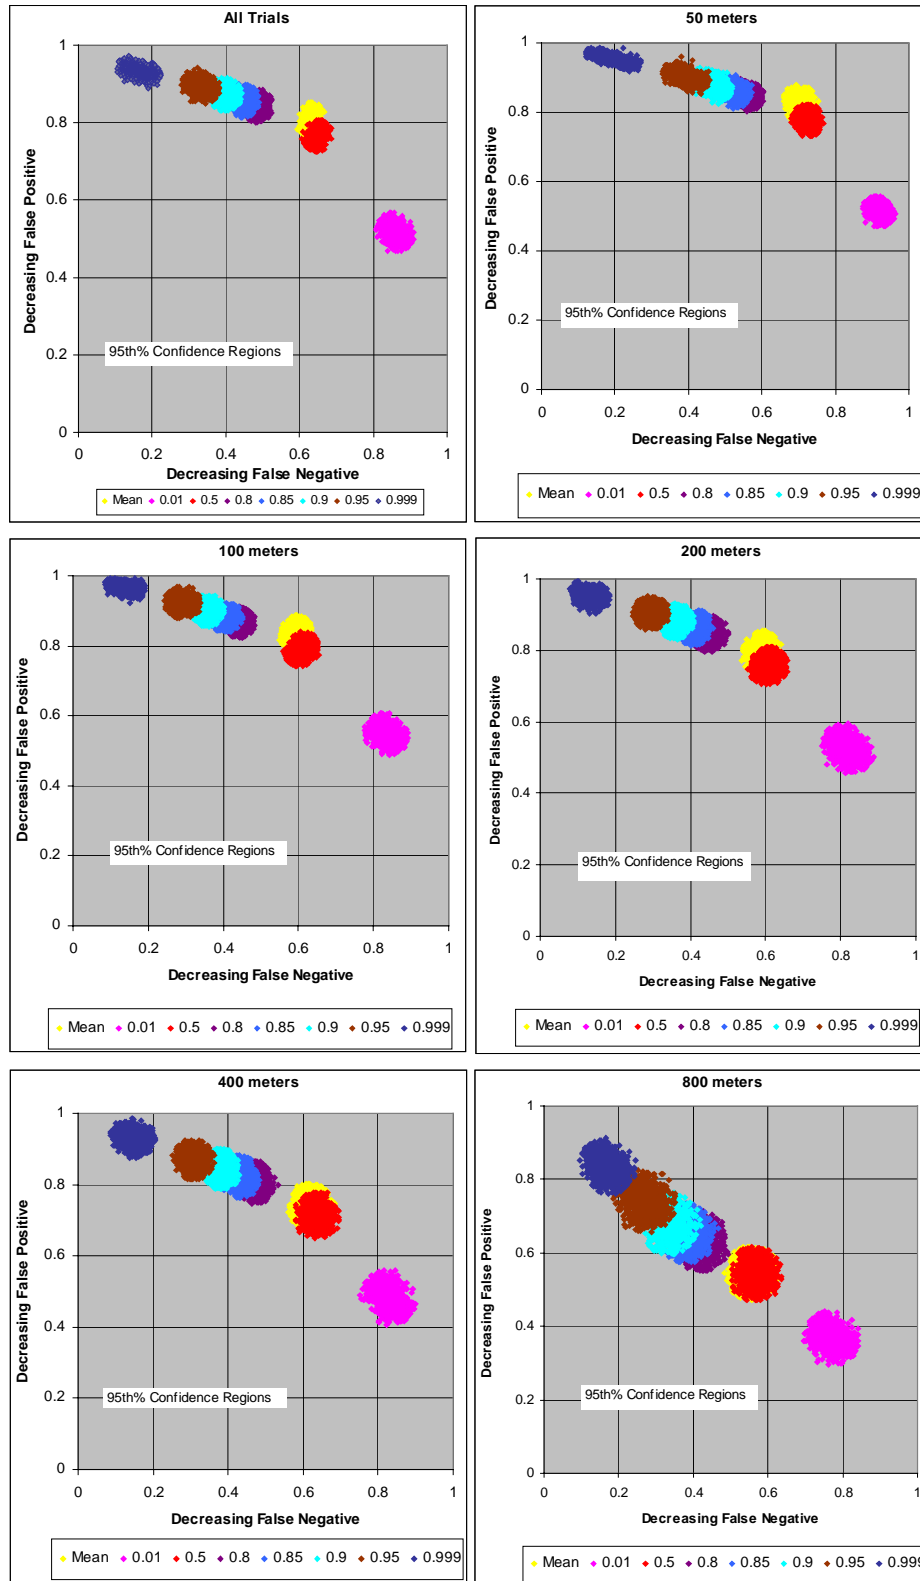 All Trials
1
0.8
0.6
0.4
0.2
0
Decreasing False Positive
95th% Confidence Regions
0 0.2 0.4 0.6 0.8 1
Decreasing False Negative
Mean 0.01 0.5 0.8 0.85 0.9 0.95 0.999
50 meters
1
0.8
0.6
0.4
0.2
0
Decreasing False Positive
95th% Confidence Regions
0 0.2 0.4 0.6 0.8 1
Decreasing False Negative
Mean 0.01 0.5 0.8 0.85 0.9 0.95 0.999
100 meters
1
0.8
0.6
0.4
0.2
0
Decreasing False Positive
95th% Confidence Regions
0 0.2 0.4 0.6 0.8 1
Decreasing False Negative
Mean 0.01 0.5 0.8 0.85 0.9 0.95 0.999
200 meters
1
0.8
0.6
0.4
0.2
0
Decreasing False Positive
95th% Confidence Regions
0 0.2 0.4 0.6 0.8 1
Decreasing False Negative
Mean 0.01 0.5 0.8 0.85 0.9 0.95 0.999
400 meters
1
0.8
0.6
0.4
0.2
0
Decreasing False Positive
95th% Confidence Regions
0 0.2 0.4 0.6 0.8 1
Decreasing False Negative
Mean 0.01 0.5 0.8 0.85 0.9 0.95 0.999
800 meters
1
0.8
0.6
0.4
0.2
0
Decreasing False Positive
95th% Confidence Regions
0 0.2 0.4 0.6 0.8 1
Decreasing False Negative
Mean 0.01 0.5 0.8 0.85 0.9 0.95 0.999